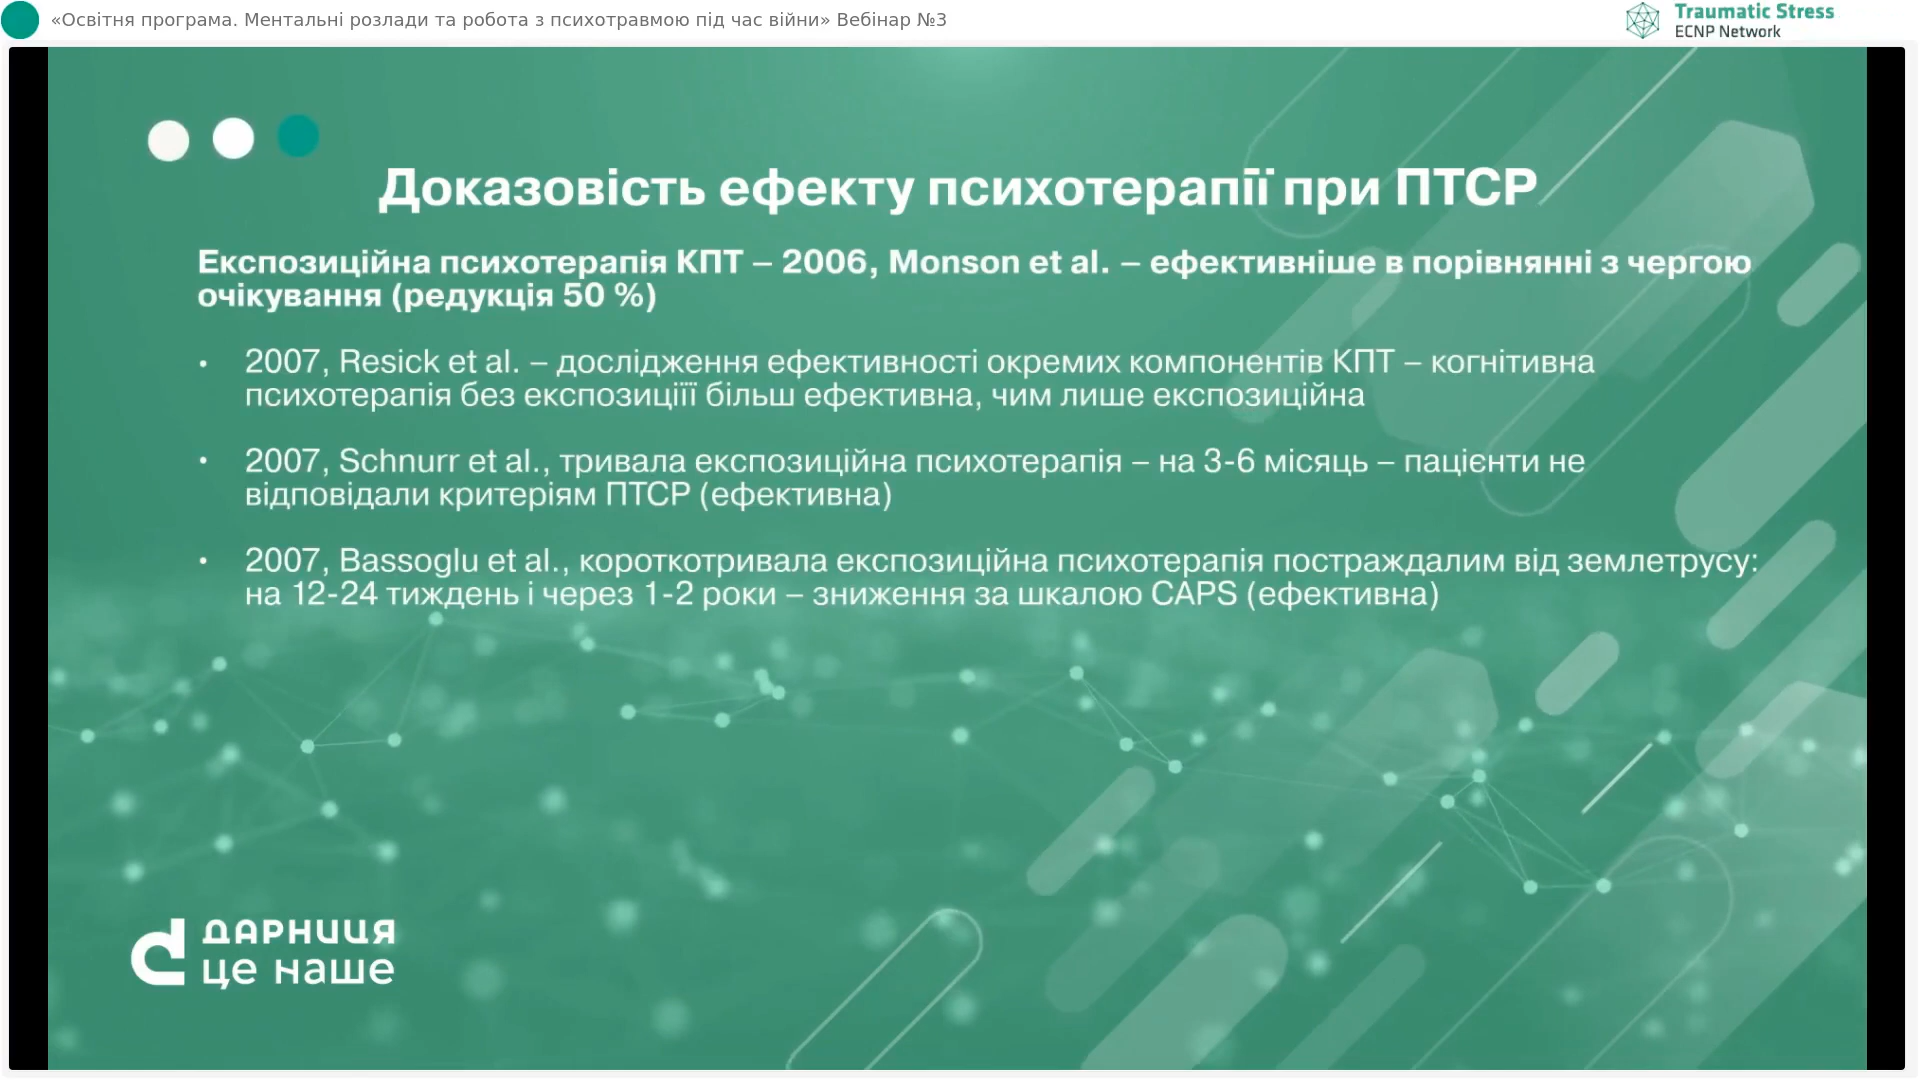 «Освітня програма. Ментальні розлади та робота з психотравмою під час війни» Вебінар №3
Traumatic Stress
ECNP Network
Доказовість ефекту психотерапії при ПТСР
Експозиційна психотерапія КПТ – 2006, Monson et al. – ефективніше в порівнянні з чергою
очікування (редукція 50 %)
• 2007, Resick et al. – дослідження ефективності окремих компонентів КПТ – когнітивна
психотерапія без експозиціїї більш ефективна, чим лише експозиційна
• 2007, Schnurr et al., тривала експозиційна психотерапія – на 3-6 місяць – пацієнти не
відповідали критеріям ПТСР (ефективна)
• 2007, Bassoglu et al., короткотривала експозиційна психотерапія постраждалим від землетрусу:
на 12-24 тиждень і через 1-2 роки – зниження за шкалою CAPS (ефективна)
ДАРНИЦЯ
це наше